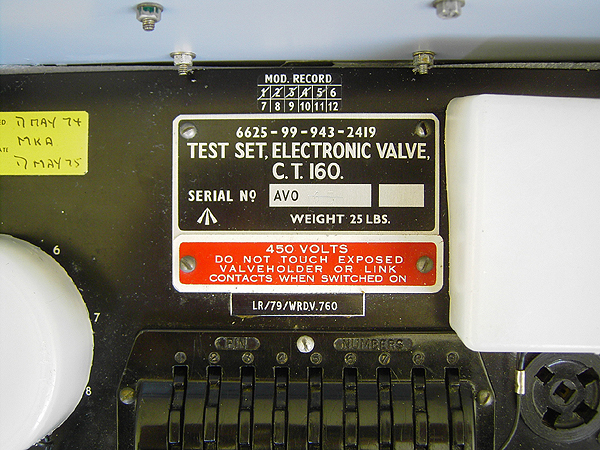 MOD. RECORD
1 2 3 4 5 6
7 8 9 10 11 12
7 MAY 74
MKA
7 MAY 75
6625-99-943-2419
TEST SET, ELECTRONIC VALVE,
C.T. 160.
SERIAL Nº AVO
WEIGHT 25 LBS.
450 VOLTS
DO NOT TOUCH EXPOSED
VALVEHOLDER OR LINK
CONTACTS WHEN SWITCHED ON
LR/79/WRDV.760
6
7
8
PIN NUMBERS